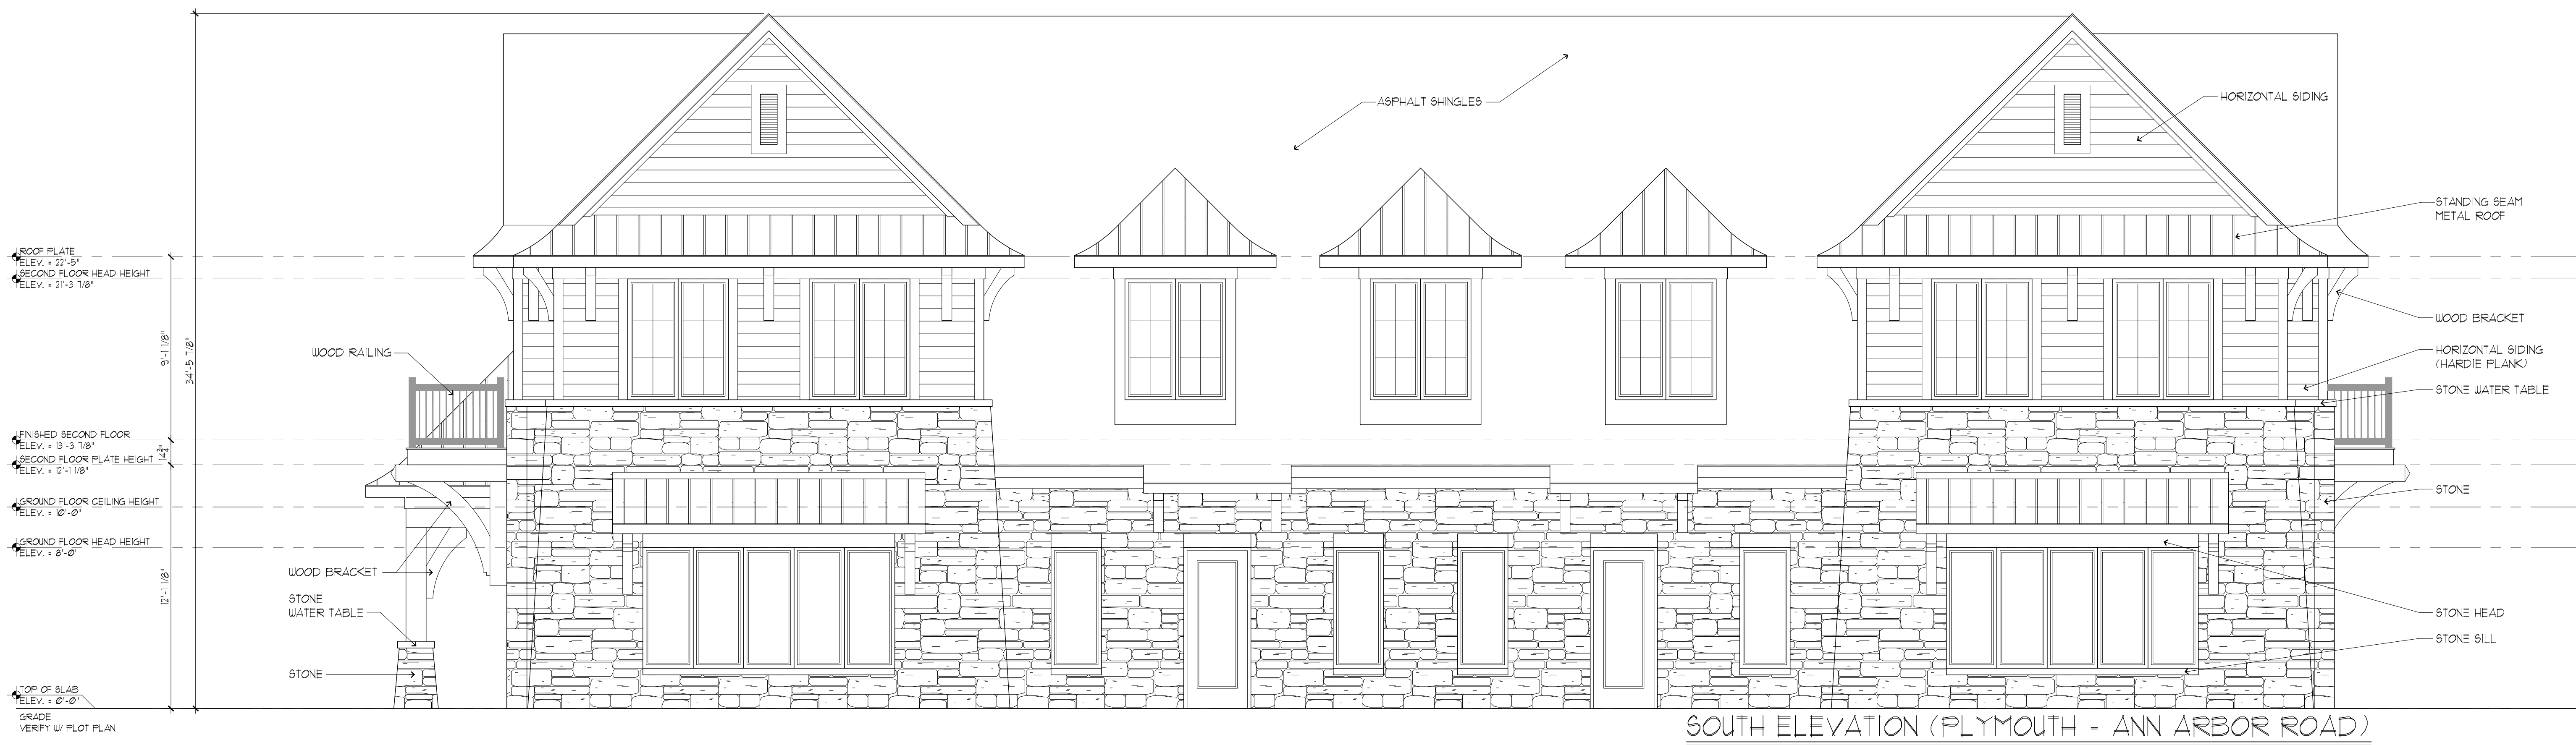 ASPHALT SHINGLES
HORIZONTAL SIDING
STANDING SEAM
METAL ROOF
ROOF PLATE
ELEV. = 22'-5"
SECOND FLOOR HEAD HEIGHT
ELEV. = 21'-3 7/8"
WOOD BRACKET
9'-1 1/8"
34'-5 7/8"
WOOD RAILING
HORIZONTAL SIDING
(HARDIE PLANK)
STONE WATER TABLE
FINISHED SECOND FLOOR
ELEV. = 13'-3 7/8"
14 3/4"
SECOND FLOOR PLATE HEIGHT
ELEV. = 12'-1 1/8"
STONE
GROUND FLOOR CEILING HEIGHT
ELEV. = 10'-0"
GROUND FLOOR HEAD HEIGHT
ELEV. = 8'-0"
WOOD BRACKET
12'-1 1/8"
STONE
WATER TABLE
STONE HEAD
STONE SILL
STONE
TOP OF SLAB
ELEV. = 0'-0"
GRADE
VERIFY W/ PLOT PLAN
SOUTH ELEVATION (PLYMOUTH - ANN ARBOR ROAD)